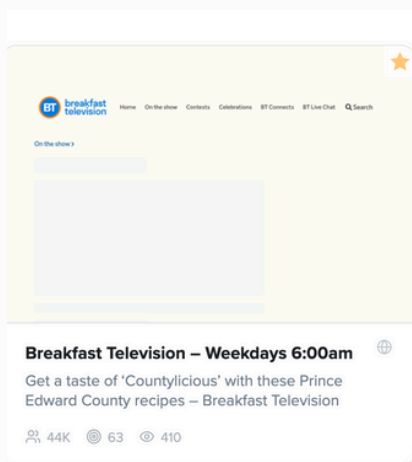 BT breakfast television Home On the show Contests Celebrations BT Connects BT Live Chat Search
On the show >
Breakfast Television – Weekdays 6:00am
Get a taste of ‘Countylicious’ with these Prince
Edward County recipes – Breakfast Television
44K 63 410